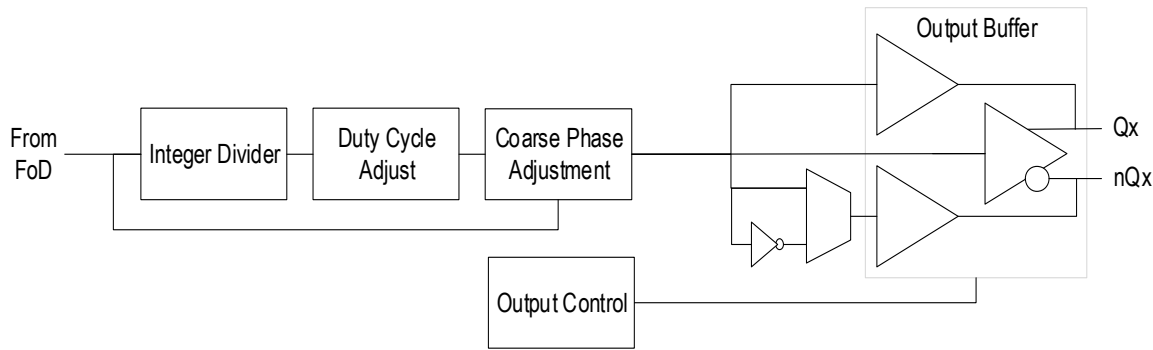 Output Buffer
From
FoD
Integer Divider
Duty Cycle
Adjust
Coarse Phase
Adjustment
Qx
nQx
Output Control